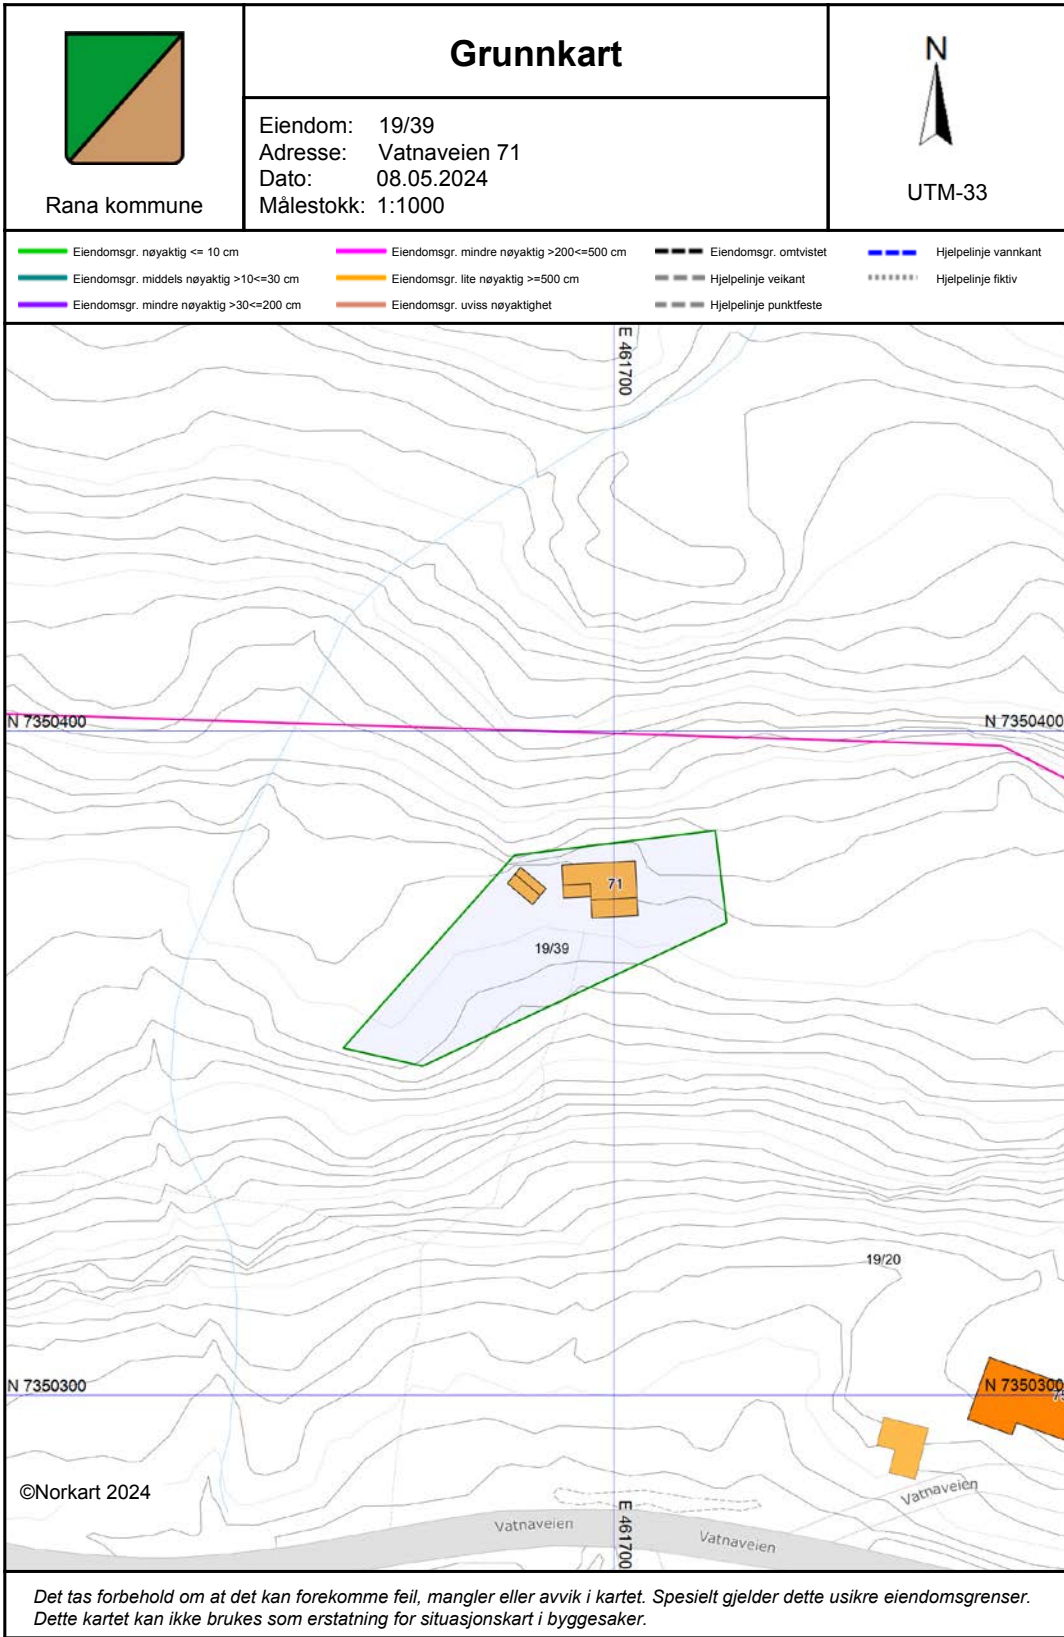 Grunnkart
Eiendom: 19/39
Adresse: Vatnaveien 71
Dato: 08.05.2024
Målestokk: 1:1000
Rana kommune
N
UTM-33
Eiendomsgr. nøyaktig <= 10 cm
Eiendomsgr. middels nøyaktig >10<=30 cm
Eiendomsgr. mindre nøyaktig >30<=200 cm
Eiendomsgr. mindre nøyaktig >200<=500 cm
Eiendomsgr. lite nøyaktig >=500 cm
Eiendomsgr. uviss nøyaktighet
Eiendomsgr. omtvistet
Hjelpelinje veikant
Hjelpelinje punktfeste
Hjelpelinje vannkant
Hjelpelinje fiktiv
E 461700
N 7350400
N 7350400
71
19/39
19/20
N 7350300
N 7350300
©Norkart 2024
Vatnaveien
Vatnaveien
E 461700
Vatnaveien
Det tas forbehold om at det kan forekomme feil, mangler eller avvik i kartet. Spesielt gjelder dette usikre eiendomsgrenser.
Dette kartet kan ikke brukes som erstatning for situasjonskart i byggesaker.